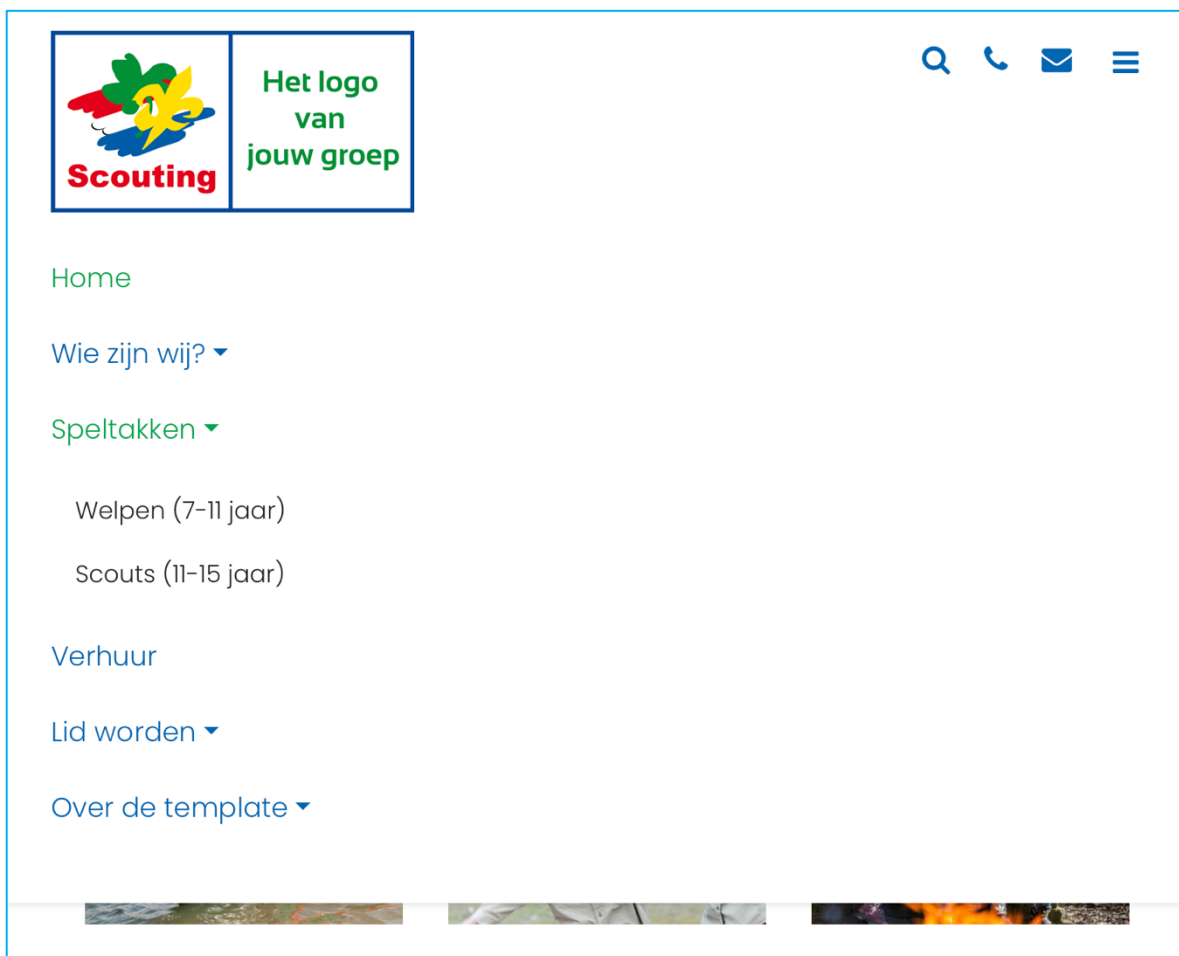 Scouting
Het logo
van
jouw groep
Home
Wie zijn wij?
Speltakken
Welpen (7-11 jaar)
Scouts (11-15 jaar)
Verhuur
Lid worden
Over de template